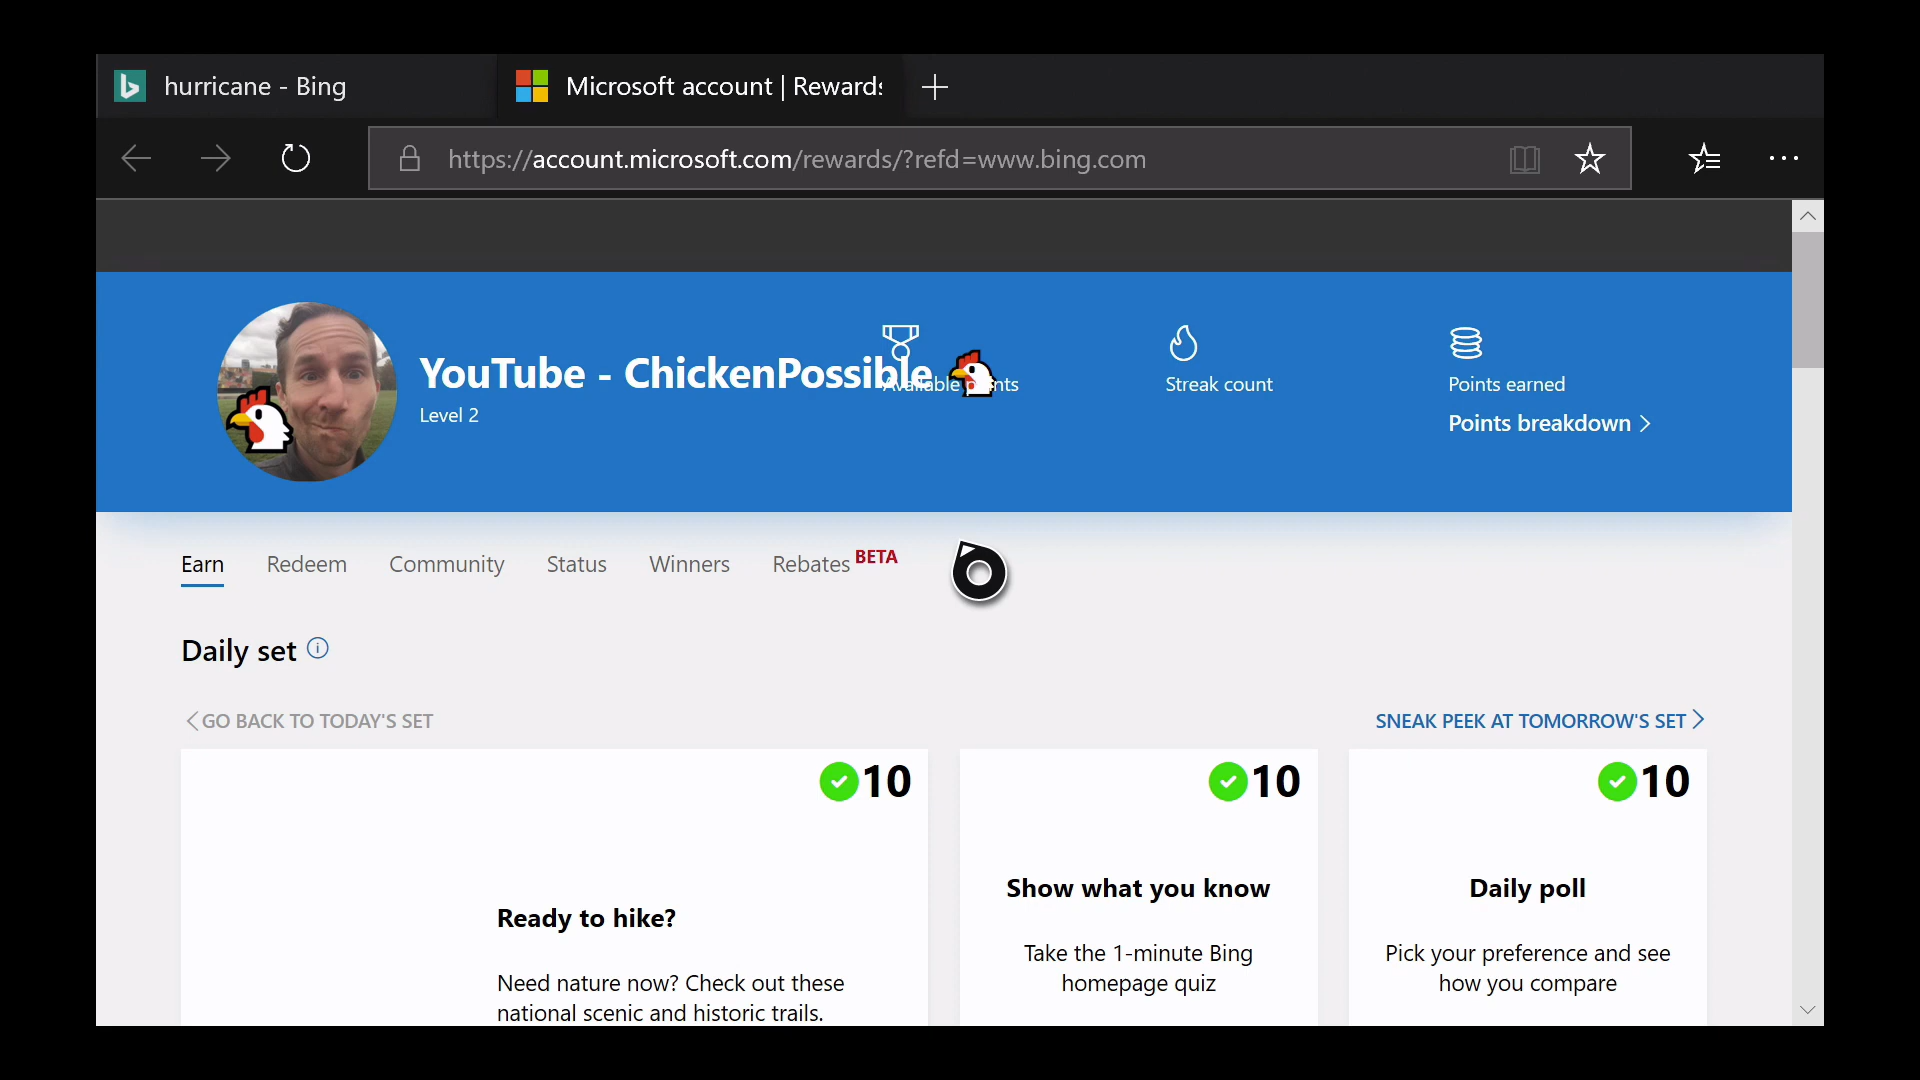 hurricane - Bing
Microsoft account | Rewards
https://account.microsoft.com/rewards/?refd=www.bing.com
YouTube - ChickenPossible
Level 2
Available points
Streak count
Points earned
Points breakdown
Earn
Redeem
Community
Status
Winners
Rebates BETA
Daily set
GO BACK TO TODAY'S SET
SNEAK PEEK AT TOMORROW'S SET
10
10
10
Ready to hike?
Need nature now? Check out these
national scenic and historic trails.
Show what you know
Take the 1-minute Bing
homepage quiz
Daily poll
Pick your preference and see
how you compare